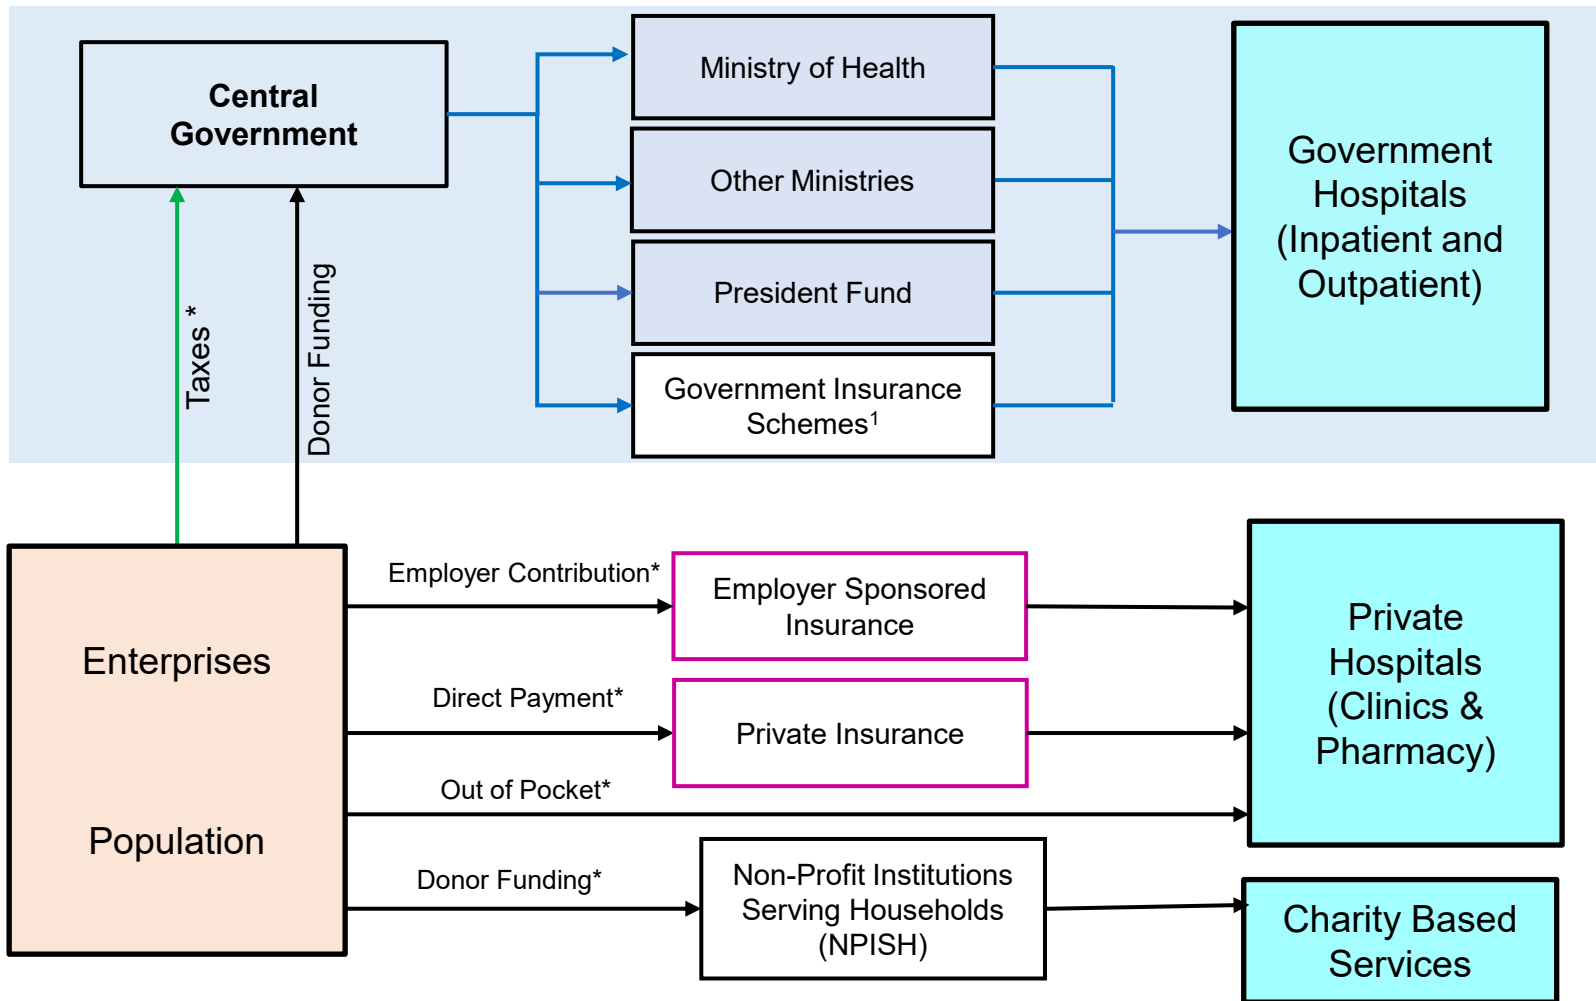 Central
Government
Ministry of Health
Other Ministries
President Fund
Government Insurance
Schemes¹
Government
Hospitals
(Inpatient and
Outpatient)
Taxes *
Donor Funding
Enterprises
Population
Employer Contribution*
Employer Sponsored
Insurance
Direct Payment*
Private Insurance
Out of Pocket*
Private
Hospitals
(Clinics &
Pharmacy)
Donor Funding*
Non-Profit Institutions
Serving Households
(NPISH)
Charity Based
Services